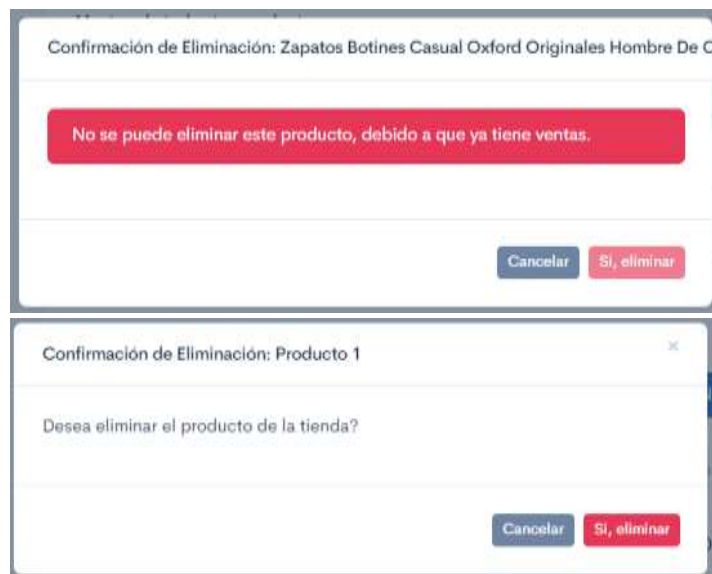 Confirmación de Eliminación: Zapatos Botines Casual Oxford Originales Hombre De C
No se puede eliminar este producto, debido a que ya tiene ventas.
Cancelar
Si, eliminar
Confirmación de Eliminación: Producto 1
×
Desea eliminar el producto de la tienda?
Cancelar
Si, eliminar